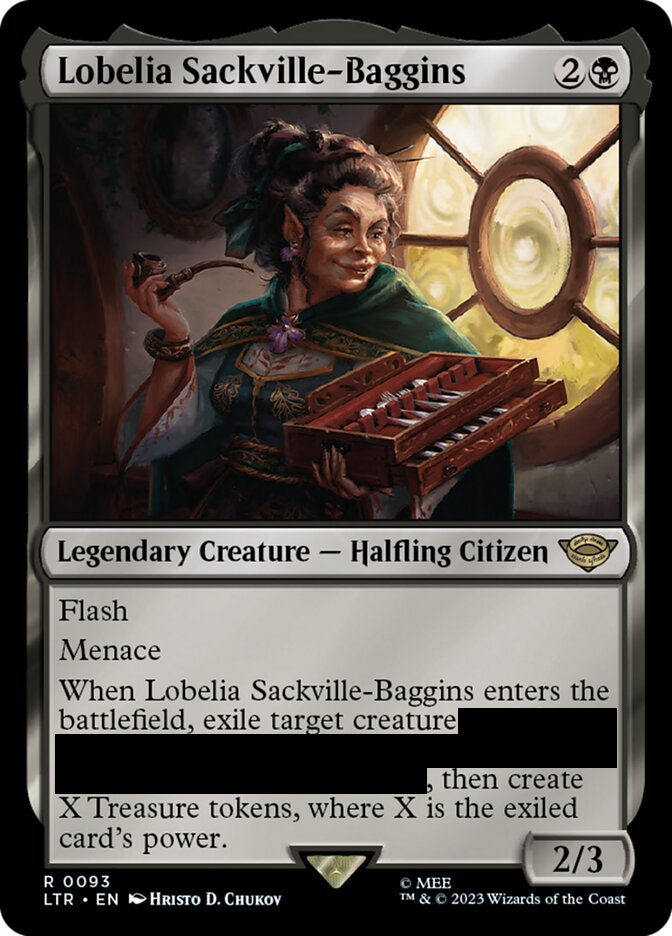 Lobelia Sackville-Baggins 2
Legendary Creature — Halfling Citizen
Flash
Menace
When Lobelia Sackville-Baggins enters the
battlefield, exile target creature
, then create
X Treasure tokens, where X is the exiled
card's power.
2/3
R 0093
LTR • EN Hristo D. Chukov
© MEE
™ & © 2023 Wizards of the Coast